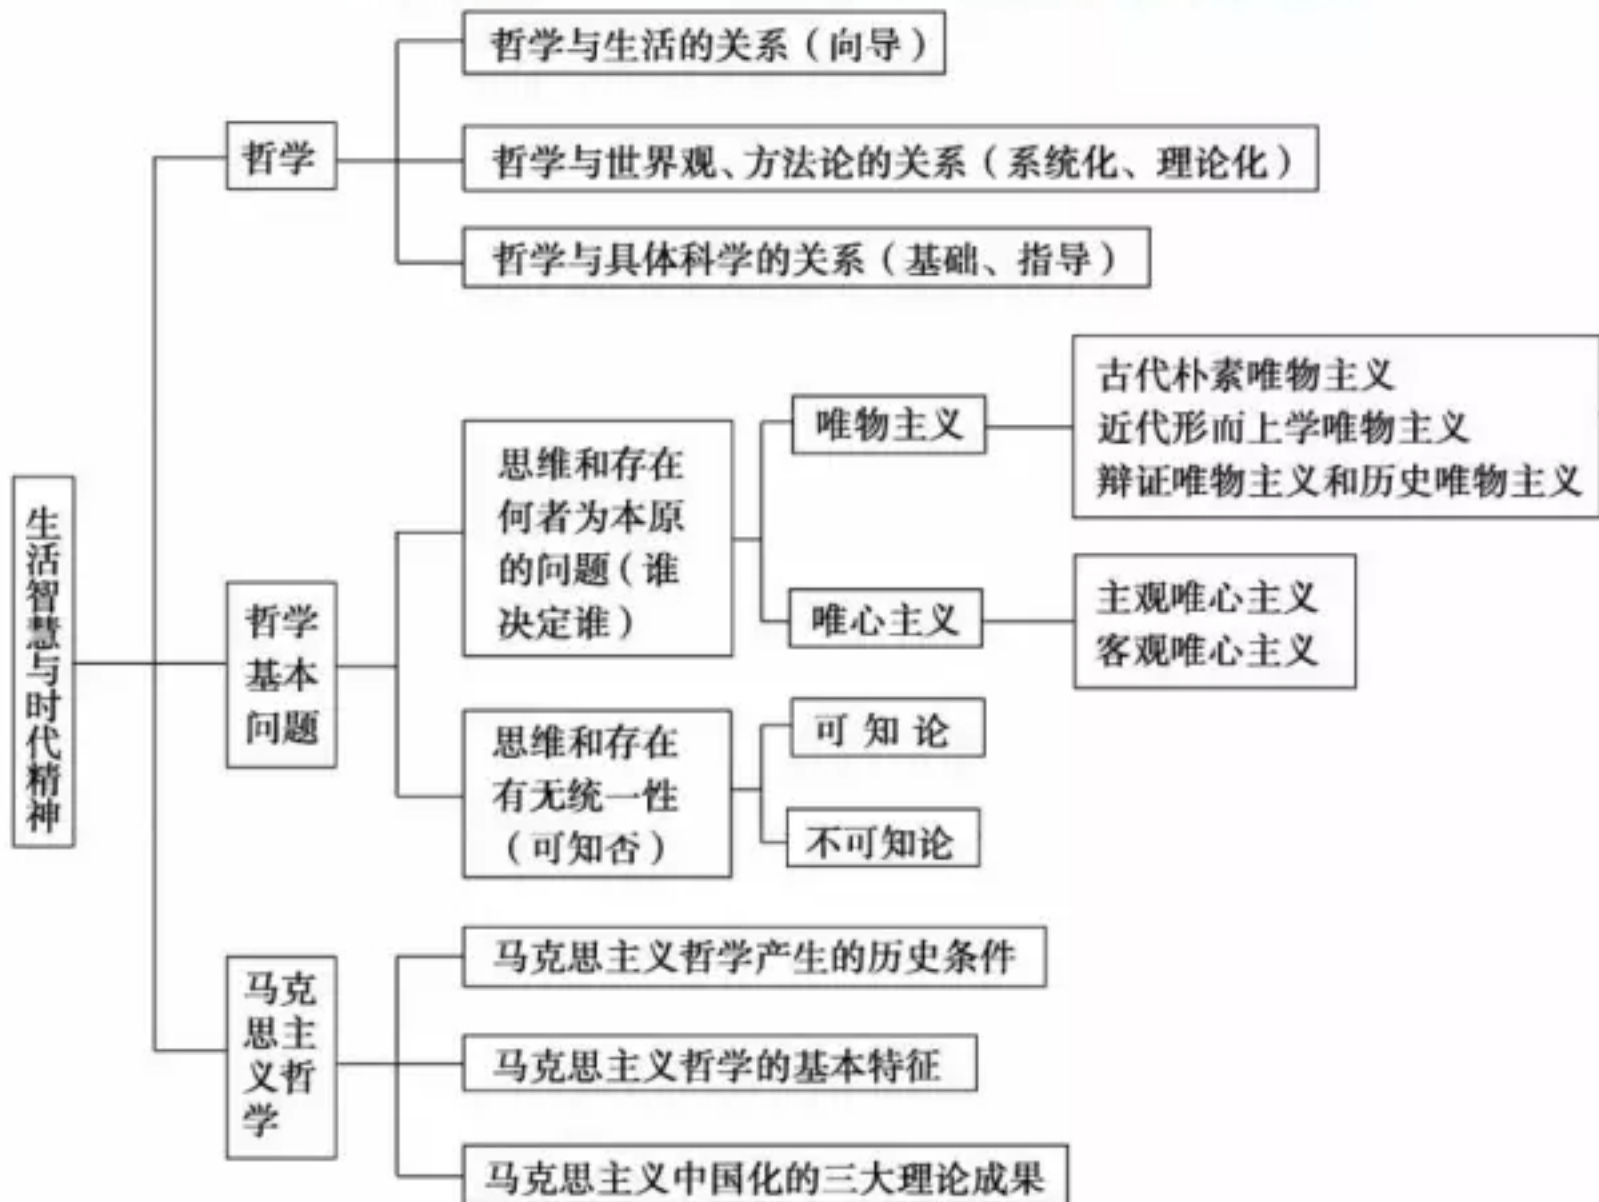 生活智慧与时代精神
哲学
哲学与生活的关系（向导）
哲学与世界观、方法论的关系（系统化、理论化）
哲学与具体科学的关系（基础、指导）
哲学
基本
问题
思维和存在
何者为本原
的问题（谁
决定谁）
唯物主义
古代朴素唯物主义
近代形而上学唯物主义
辩证唯物主义和历史唯物主义
唯心主义
主观唯心主义
客观唯心主义
思维和存在
有无统一性
（可知否）
可知论
不可知论
马克
思主
义哲
学
马克思主义哲学产生的历史条件
马克思主义哲学的基本特征
马克思主义中国化的三大理论成果